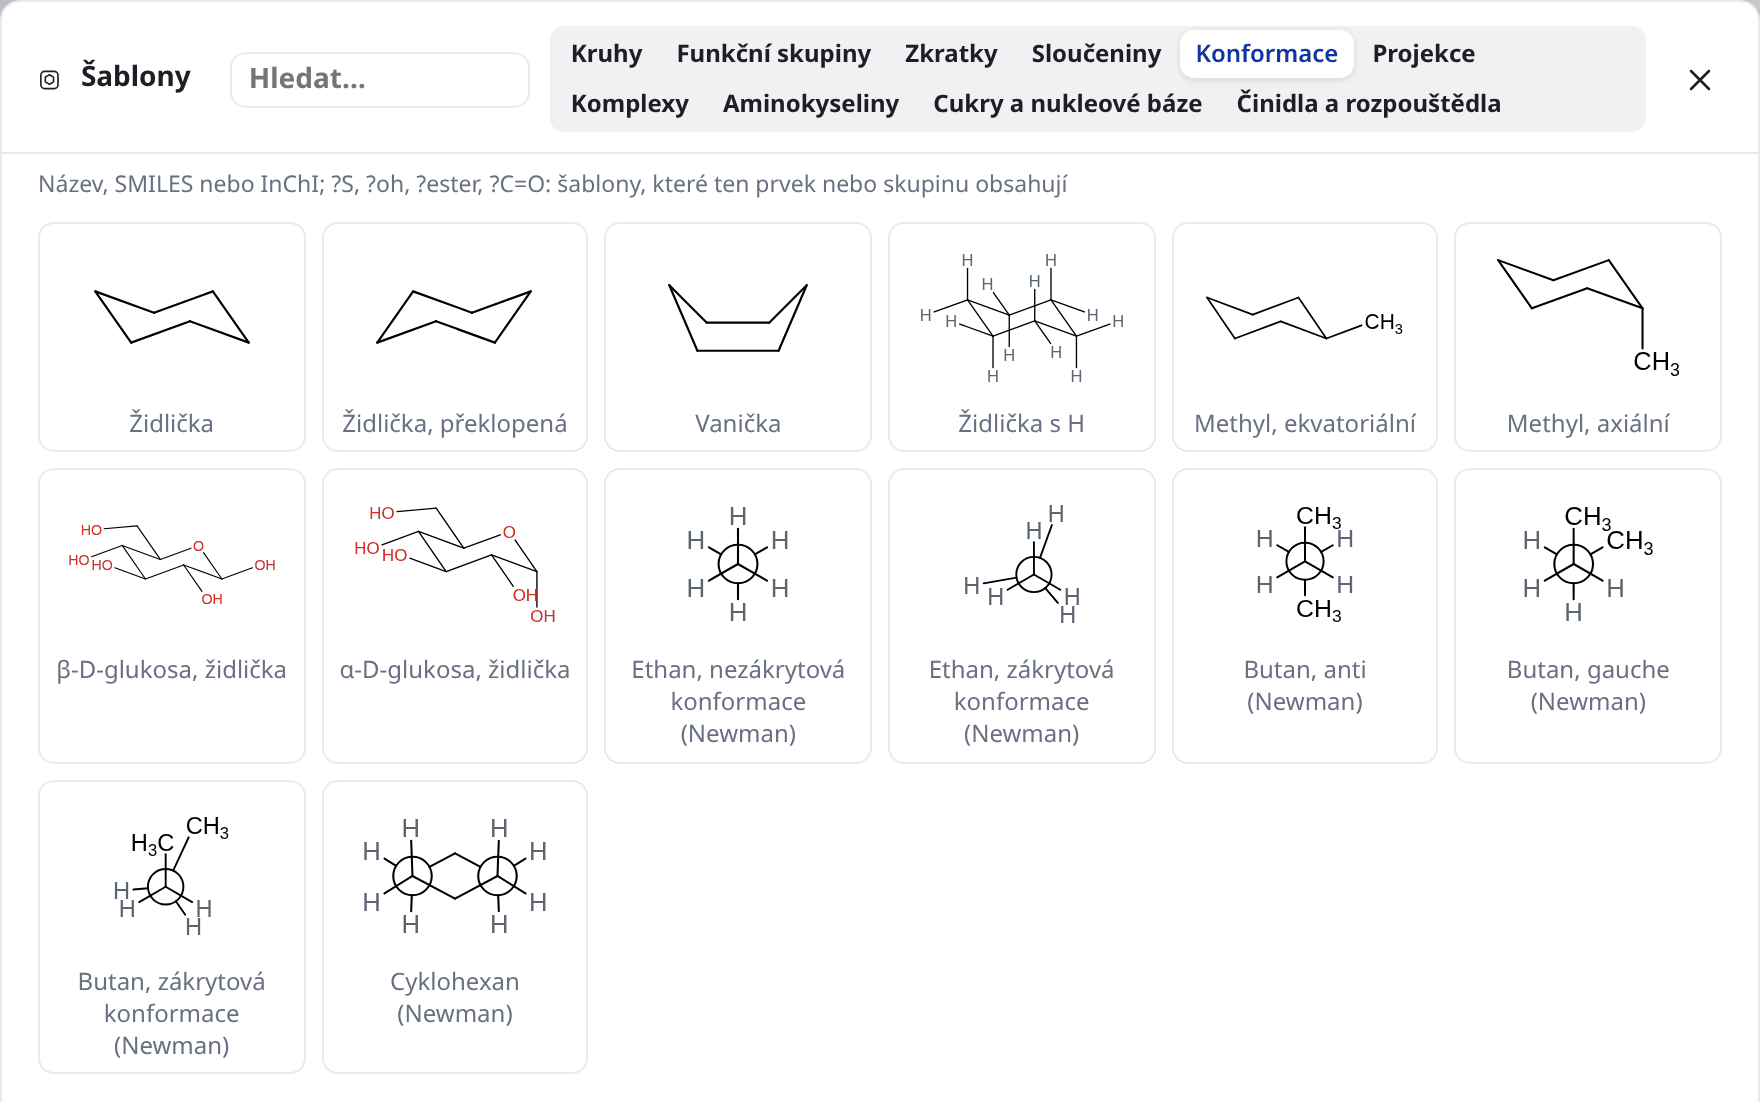 Šablony
Hledat...
Kruhy Funkční skupiny Zkratky Sloučeniny Konformace Projekce
Komplexy Aminokyseliny Cukry a nukleové báze Činidla a rozpouštědla
Název, SMILES nebo InChI; ?S, ?oh, ?ester, ?C=O: šablony, které ten prvek nebo skupinu obsahují
Židlička
Židlička, překlopená
Vanička
H H
H H
H H H H
H H
H H
Židlička s H
CH3
Methyl, ekvatoriální
CH3
Methyl, axiální
HO
O
HO HO OH
OH
β-D-glukosa, židlička
HO
O
HO HO
OH
OH
α-D-glukosa, židlička
H
H H
H H
H
Ethan, nezákrytová
konformace
(Newman)
H
H
H H H
H
Ethan, zákrytová
konformace
(Newman)
CH3
H H
H H
CH3
Butan, anti
(Newman)
CH3
H CH3
H H
H
Butan, gauche
(Newman)
CH3
H3C
H
H H
H
Butan, zákrytová
konformace
(Newman)
H H
H H
H H
H H
Cyklohexan
(Newman)